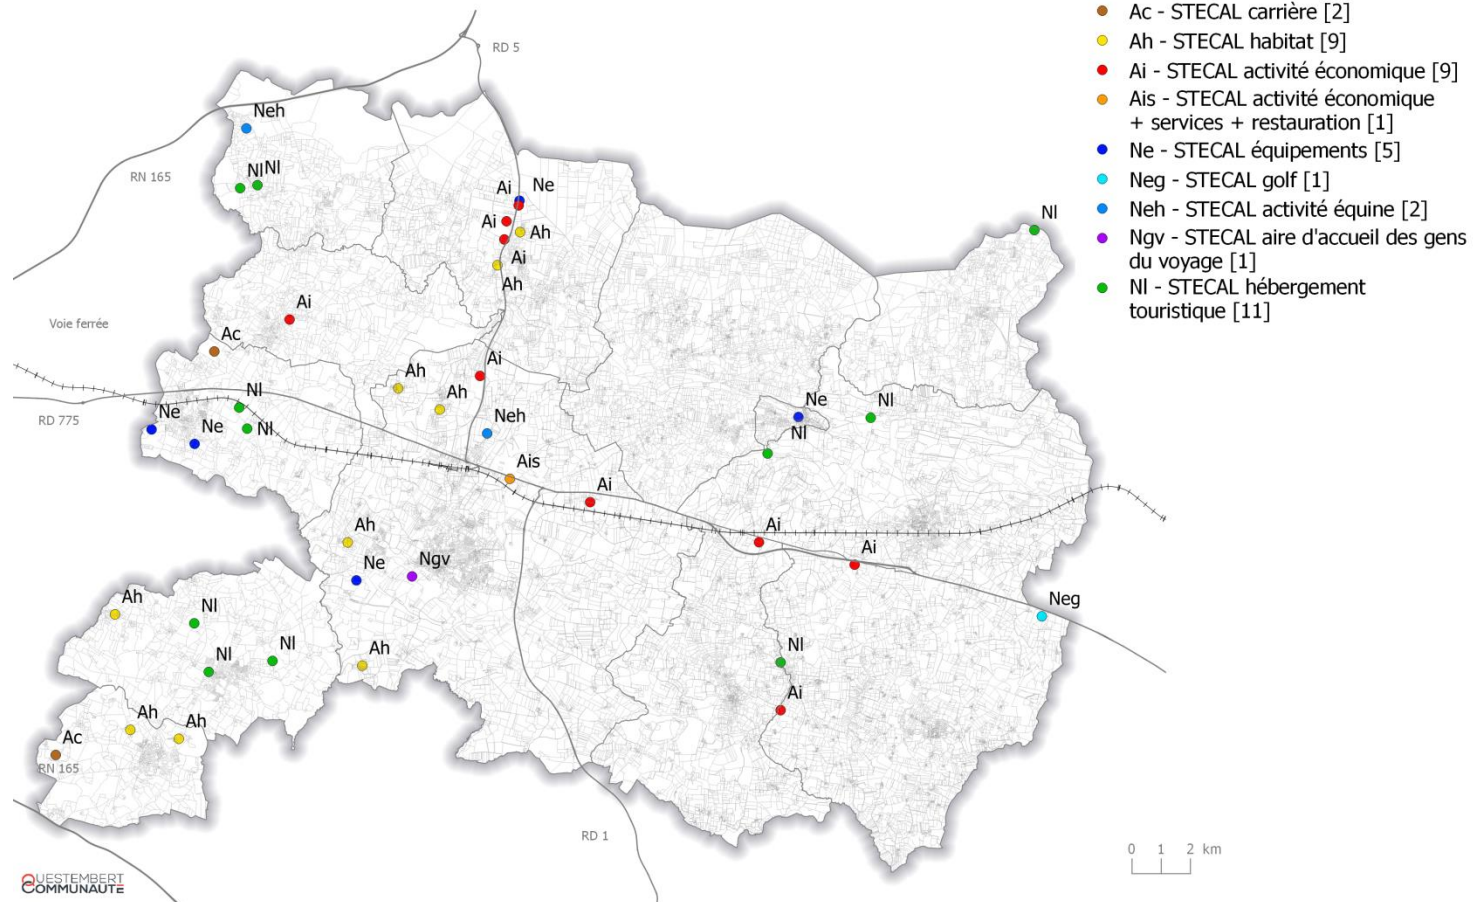 Ac - STECAL carrière [2]
Ah - STECAL habitat [9]
Ai - STECAL activité économique [9]
Ais - STECAL activité économique
+ services + restauration [1]
Ne - STECAL équipements [5]
Neg - STECAL golf [1]
Neh - STECAL activité équine [2]
Ngv - STECAL aire d'accueil des gens
du voyage [1]
Nl - STECAL hébergement
touristique [11]
RD 5
Neh
RN 165
Nl
Nl
Ai
Ne
Ai
Ah
Ai
Ah
Nl
Ai
Voie ferrée
Ac
Ai
Ah
Ah
Nl
Ne
Nl
RD 775
Ne
Ne
Nl
Neh
Nl
Ais
Ai
Ah
Ai
Ai
Ne
Ngv
Ah
Neg
Nl
Nl
Nl
Ah
Nl
Ai
Ah
Ah
Ac
RN 165
RD 1
0 1 2 km
QUESTEMBERT
COMMUNAUTÉ